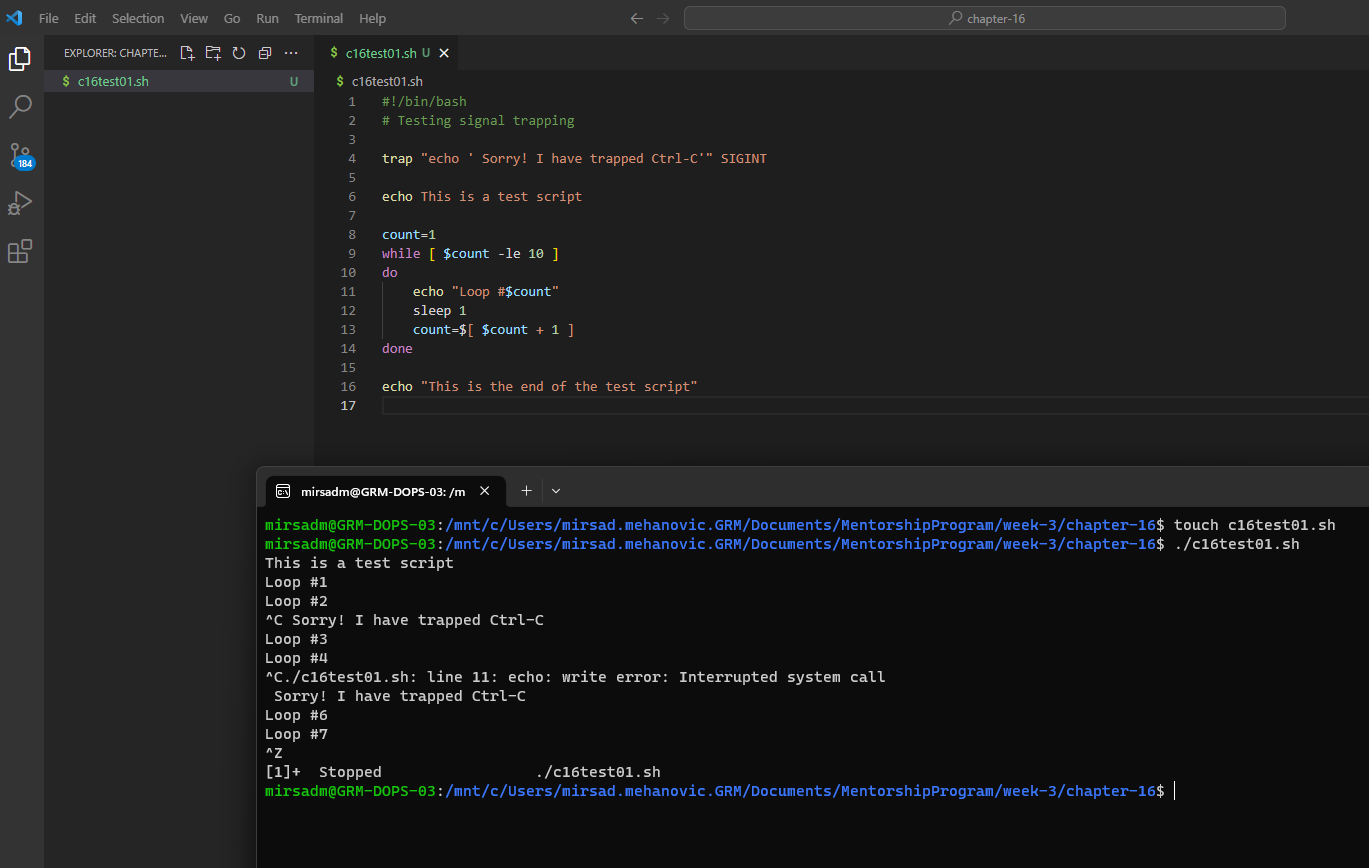 File Edit Selection View Go Run Terminal Help
chapter-16
EXPLORER: CHAPTE...
$ c16test01.sh U
184
$ c16test01.sh U
$ c16test01.sh
1 #!/bin/bash
2 # Testing signal trapping
3
4 trap "echo ' Sorry! I have trapped Ctrl-C'" SIGINT
5
6 echo This is a test script
7
8 count=1
9 while [ $count -le 10 ]
10 do
11 echo "Loop #$count"
12 sleep 1
13 count=$[ $count + 1 ]
14 done
15
16 echo "This is the end of the test script"
17
mirsadm@GRM-DOPS-03: /m
mirsadm@GRM-DOPS-03:/mnt/c/Users/mirsad.mehanovic.GRM/Documents/MentorshipProgram/week-3/chapter-16$ touch c16test01.sh
mirsadm@GRM-DOPS-03:/mnt/c/Users/mirsad.mehanovic.GRM/Documents/MentorshipProgram/week-3/chapter-16$ ./c16test01.sh
This is a test script
Loop #1
Loop #2
^C Sorry! I have trapped Ctrl-C
Loop #3
Loop #4
^C./c16test01.sh: line 11: echo: write error: Interrupted system call
 Sorry! I have trapped Ctrl-C
Loop #6
Loop #7
^Z
[1]+  Stopped                 ./c16test01.sh
mirsadm@GRM-DOPS-03:/mnt/c/Users/mirsad.mehanovic.GRM/Documents/MentorshipProgram/week-3/chapter-16$